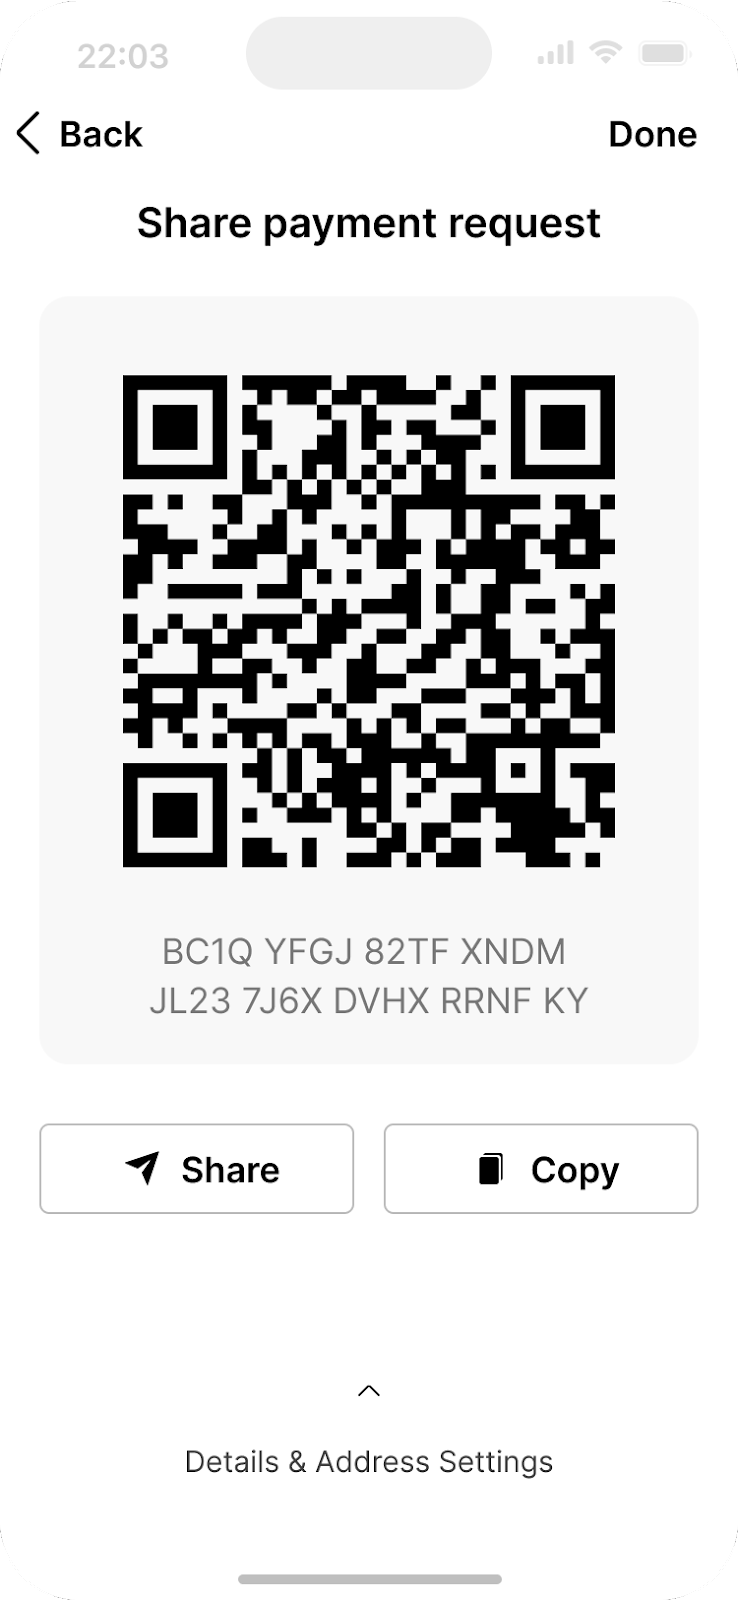 22:03
Back
Done
Share payment request
BC1Q YFGJ 82TF XNDM
JL23 7J6X DVHX RRNF KY
Share
Copy
Details & Address Settings